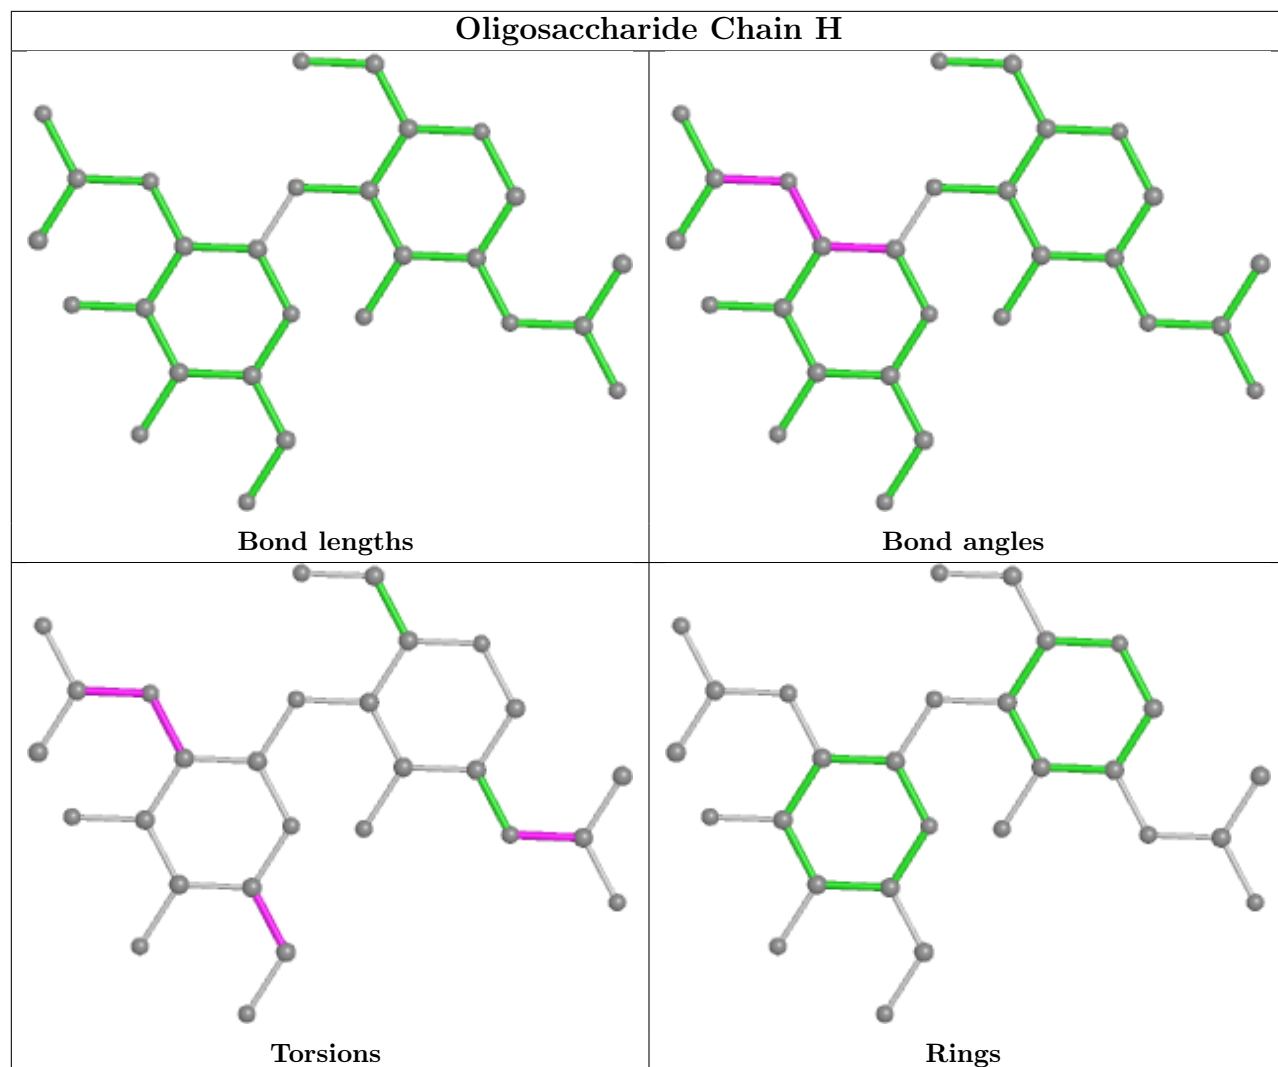 Oligosaccharide Chain H
Bond lengths
Bond angles
Torsions
Rings